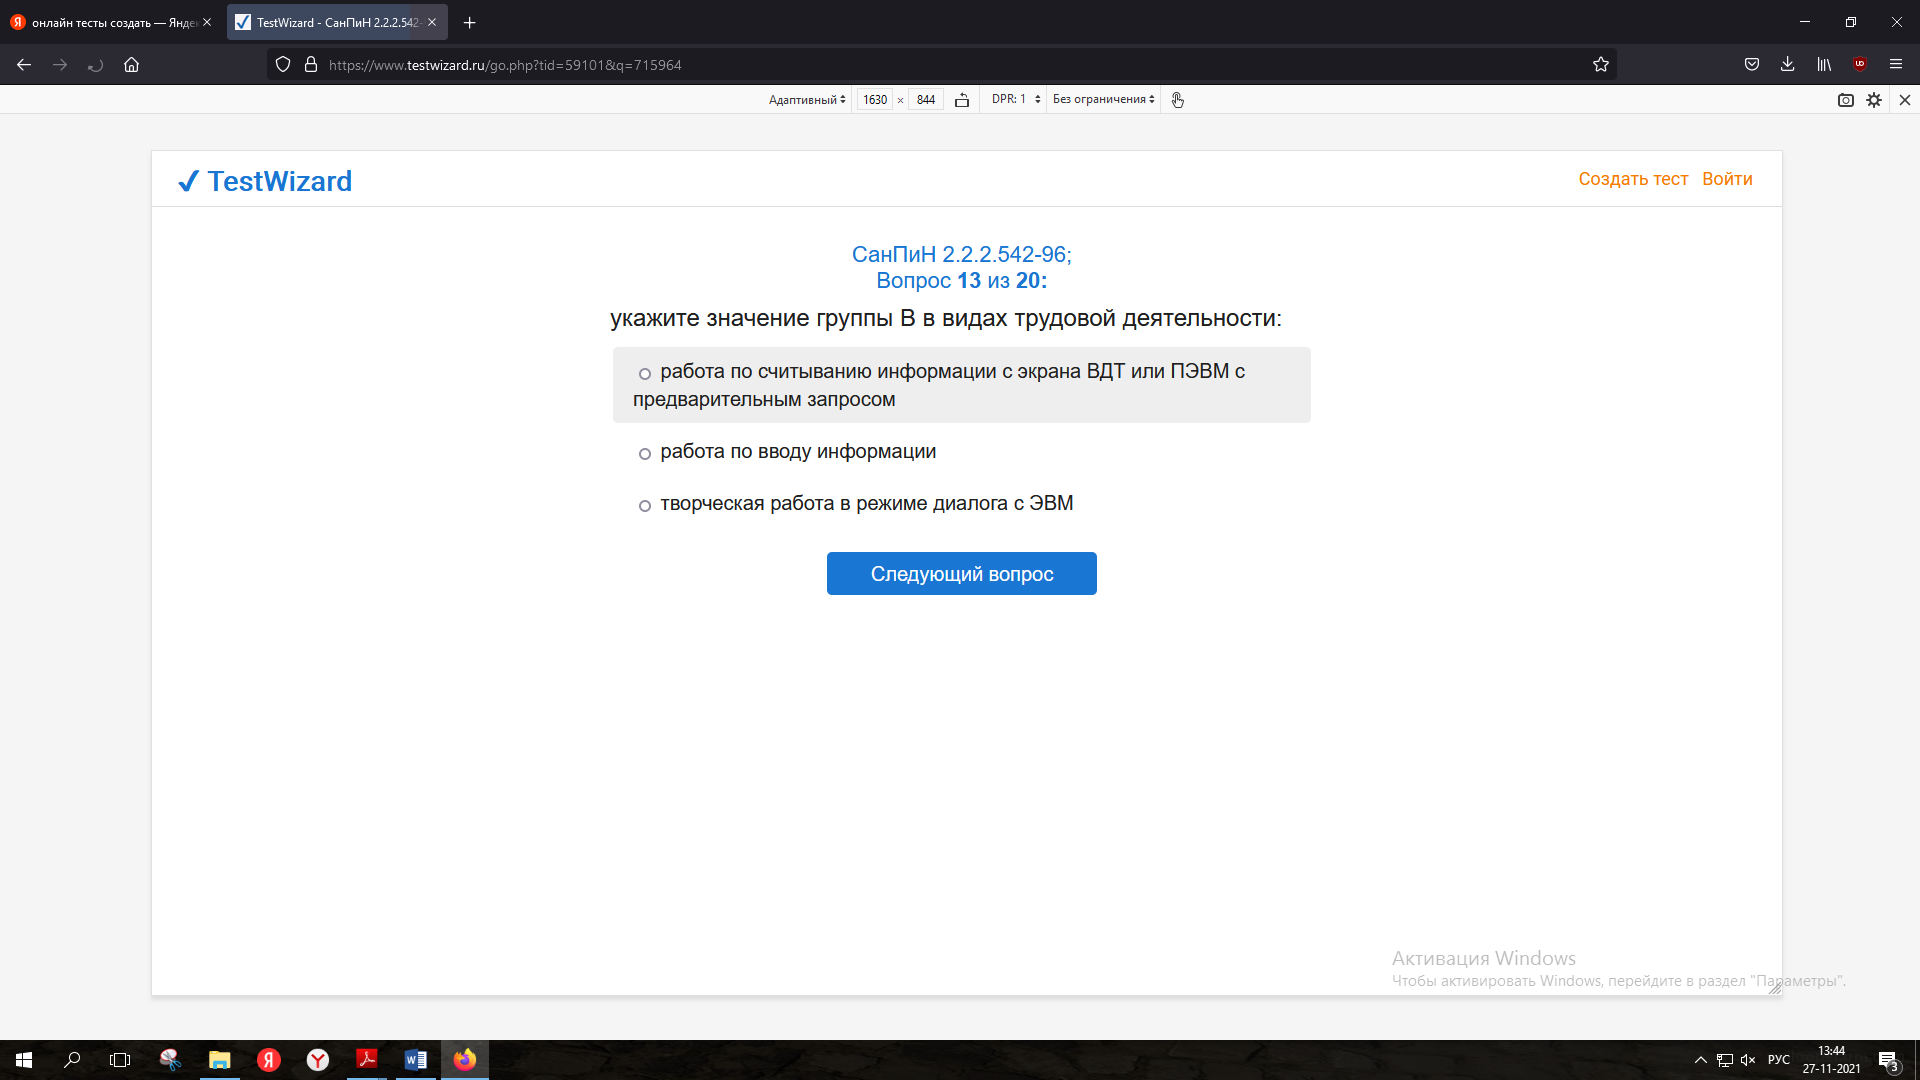 онлайн тесты создать — Яндек
TestWizard - СанПиН 2.2.2.542-
https://www.testwizard.ru/go.php?tid=59101&q=715964
Адаптивный 1630 × 844 DPR: 1 Без ограничения
TestWizard
Создать тест Войти
СанПиН 2.2.2.542-96;
Вопрос 13 из 20:
укажите значение группы В в видах трудовой деятельности:
работа по считыванию информации с экрана ВДТ или ПЭВМ с
предварительным запросом
работа по вводу информации
творческая работа в режиме диалога с ЭВМ
Следующий вопрос
Активация Windows
Чтобы активировать Windows, перейдите в раздел "Параметры".
РУС
13:44
27-11-2021
3